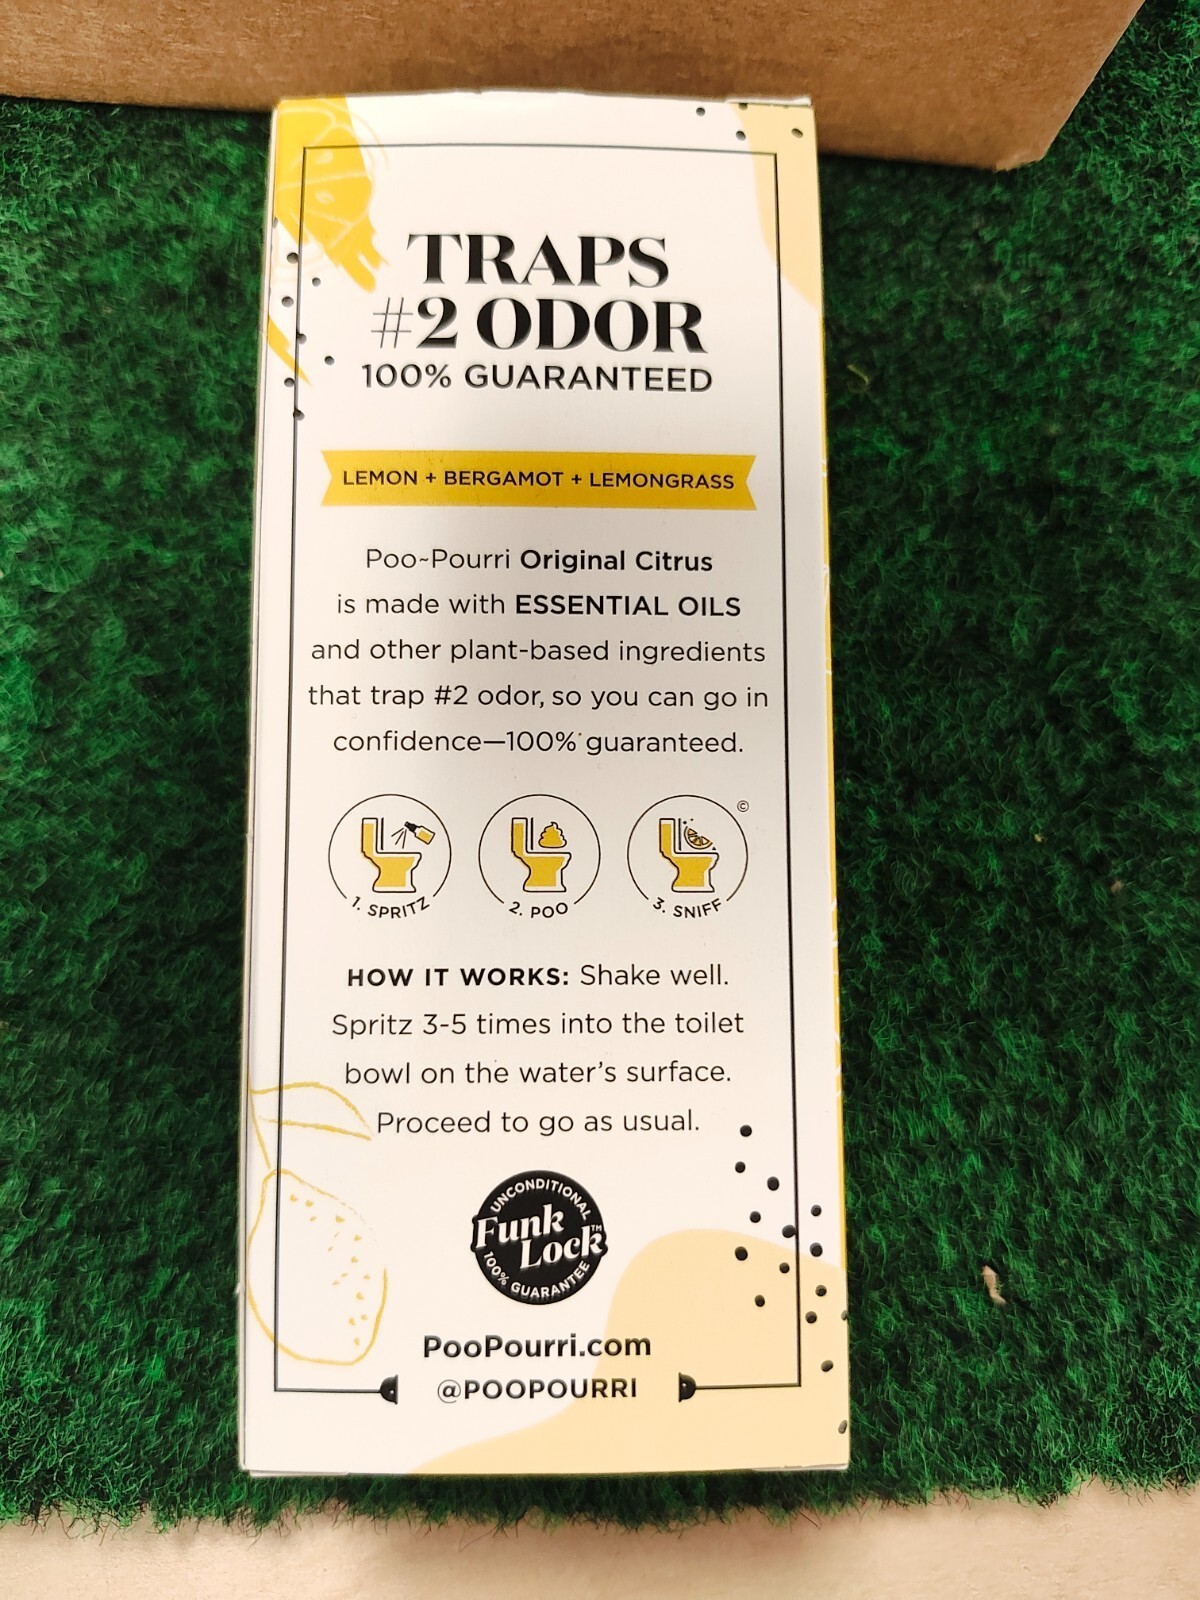 TRAPS
#2 ODOR
100% GUARANTEED
LEMON + BERGAMOT + LEMONGRASS
Poo~Pourri Original Citrus
is made with ESSENTIAL OILS
and other plant-based ingredients
that trap #2 odor, so you can go in
confidence—100% guaranteed.
©
1. SPRITZ
2. POO
3. SNIFF
HOW IT WORKS: Shake well.
Spritz 3-5 times into the toilet
bowl on the water's surface.
Proceed to go as usual.
UNCONDITIONAL
Funk
Lock™
100% GUARANTEE
PooPourri.com
@POOPOURRI